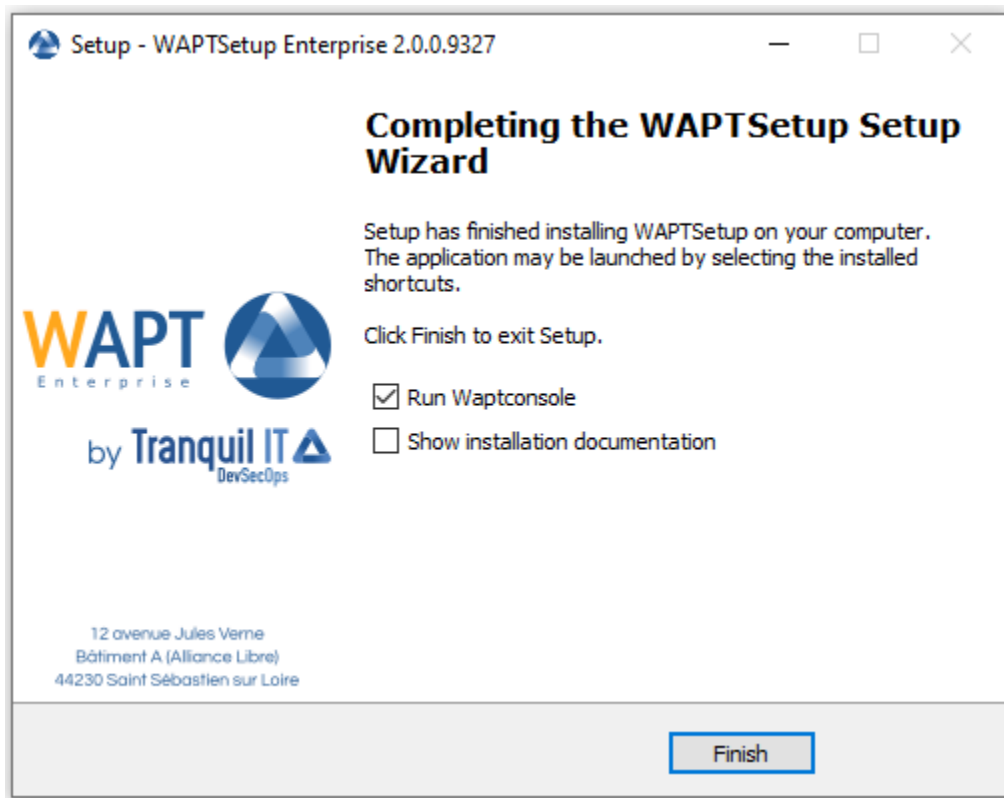 Setup - WAPTSetup Enterprise 2.0.0.9327
Completing the WAPTSetup Setup
Wizard
Setup has finished installing WAPTSetup on your computer.
The application may be launched by selecting the installed
shortcuts.
Click Finish to exit Setup.
Run Waptconsole
Show installation documentation
WAPT
Enterprise
by Tranquil IT
DevSecOps
12 avenue Jules Verne
Bâtiment A (Alliance Libre)
44230 Saint Sébastien sur Loire
Finish